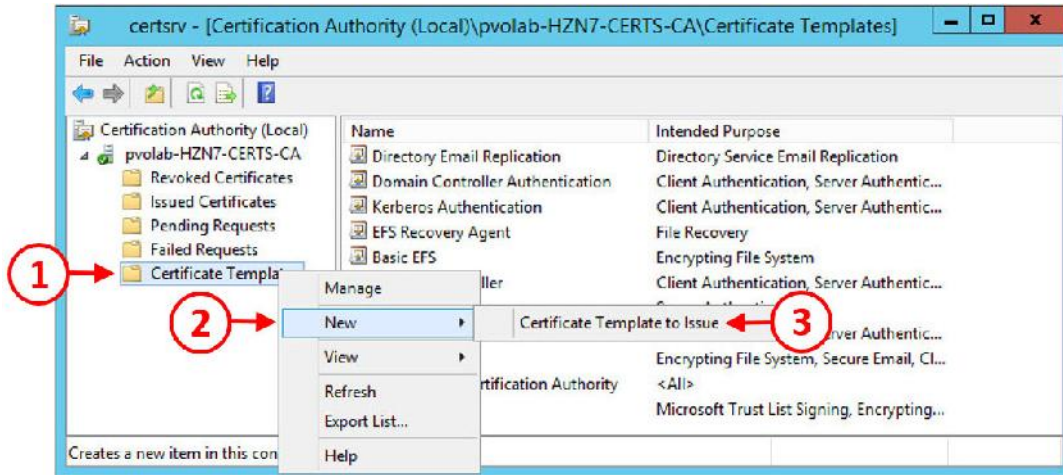 certsrv - [Certification Authority (Local)\pvolab-HZN7-CERTS-CA\Certificate Templates]
File Action View Help
Certification Authority (Local)
pvolab-HZN7-CERTS-CA
Revoked Certificates
Issued Certificates
Pending Requests
Failed Requests
Certificate Templat
Name Intended Purpose
Directory Email Replication Directory Service Email Replication
Domain Controller Authentication Client Authentication, Server Authentic...
Kerberos Authentication Client Authentication, Server Authentic...
EFS Recovery Agent File Recovery
Basic EFS Encrypting File System
ller Client Authentication, Server Authentic...
rver Authentic...
Encrypting File System, Secure Email, Cl...
rtification Authority <All>
Microsoft Trust List Signing, Encrypting...
1
2
3
Manage
New
Certificate Template to Issue
View
Refresh
Export List...
Help
Creates a new item in this con